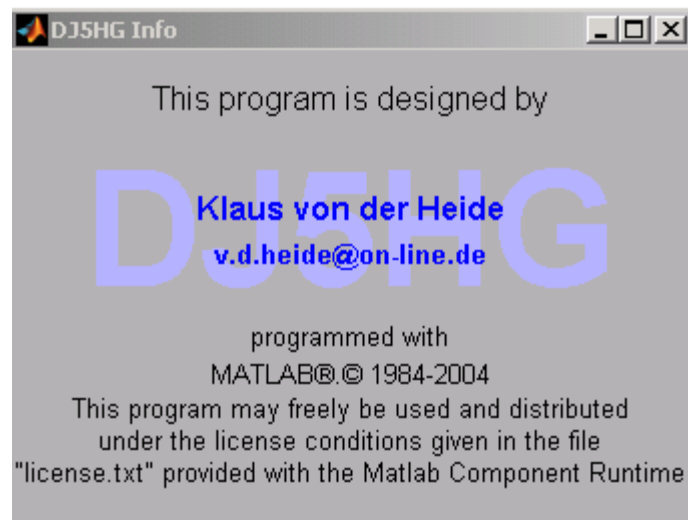 DJ5HG Info
This program is designed by
DJ5HG
Klaus von der Heide
v.d.heide@on-line.de
programmed with
MATLAB®.© 1984-2004
This program may freely be used and distributed
under the license conditions given in the file
"license.txt" provided with the Matlab Component Runtime